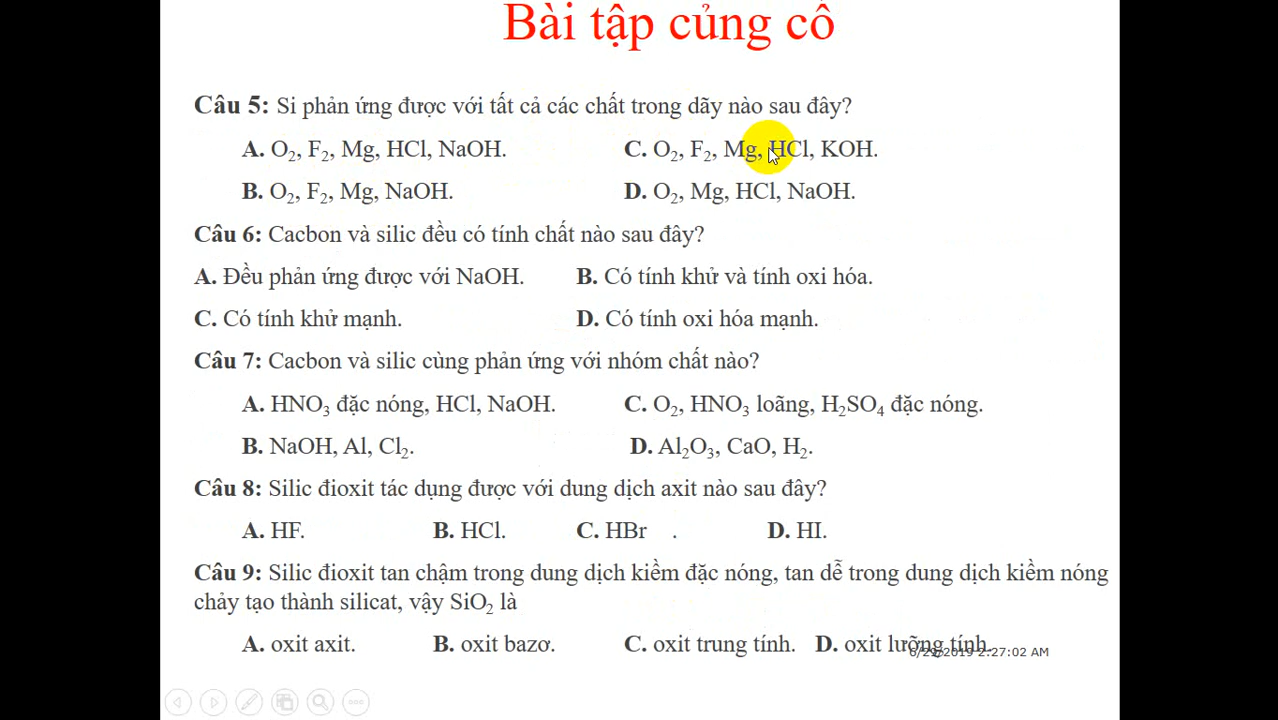 Bài tập củng cố
Câu 5: Si phản ứng được với tất cả các chất trong dãy nào sau đây?
A. O₂, F₂, Mg, HCl, NaOH. C. O₂, F₂, Mg, HCl, KOH.
B. O₂, F₂, Mg, NaOH. D. O₂, Mg, HCl, NaOH.
Câu 6: Cacbon và silic đều có tính chất nào sau đây?
A. Đều phản ứng được với NaOH. B. Có tính khử và tính oxi hóa.
C. Có tính khử mạnh. D. Có tính oxi hóa mạnh.
Câu 7: Cacbon và silic cùng phản ứng với nhóm chất nào?
A. HNO₃ đặc nóng, HCl, NaOH. C. O₂, HNO₃ loãng, H₂SO₄ đặc nóng.
B. NaOH, Al, Cl₂. D. Al₂O₃, CaO, H₂.
Câu 8: Silic đioxit tác dụng được với dung dịch axit nào sau đây?
A. HF. B. HCl. C. HBr . D. HI.
Câu 9: Silic đioxit tan chậm trong dung dịch kiềm đặc nóng, tan dễ trong dung dịch kiềm nóng
chảy tạo thành silicat, vậy SiO₂ là
A. oxit axit. B. oxit bazơ. C. oxit trung tính. D. oxit lưỡng tính.
6/29/2019 2:27:02 AM